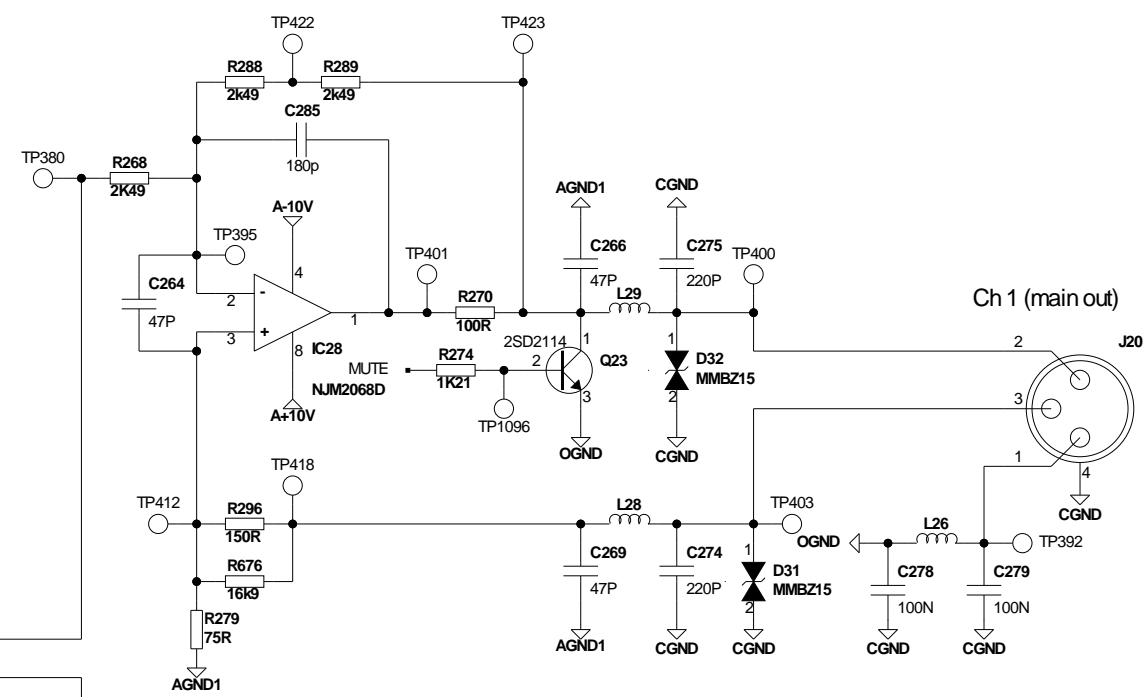 TP422
TP423
R288
2k49
R289
2k49
C285
180p
TP380
R268
2K49
AGND1
CGND
A-10V
TP395
4
C264
47P
2
-
3
+
1
8
IC28
NJM2068D
A+10V
TP401
R270
100R
C266
47P
C275
220P
L29
TP400
Ch 1 (main out)
MUTE
R274
1K21
2SD2114
2
1
Q23
3
TP1096
OGND
1
D32
MMBZ15
2
CGND
2
J20
3
1
4
CGND
TP418
TP412
R296
150R
R676
16k9
R279
75R
AGND1
L28
TP403
C269
47P
C274
220P
1
D31
MMBZ15
2
AGND1
CGND
CGND
OGND
L26
TP392
C278
100N
C279
100N
CGND
CGND